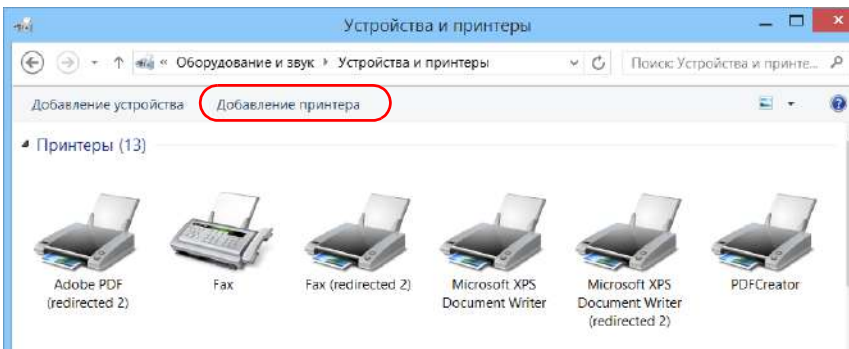 Устройства и принтеры
« Оборудование и звук ▸ Устройства и принтеры
Поиск: Устройства и принте...
Добавление устройства Добавление принтера
Принтеры (13)
Adobe PDF
(redirected 2)
Fax
Fax (redirected 2)
Microsoft XPS
Document Writer
Microsoft XPS
Document Writer
(redirected 2)
PDFCreator